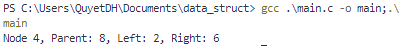 PS C:\Users\QuyetDH\Documents\data_struct> gcc .\main.c -o main;.\
main
Node 4, Parent: 8, Left: 2, Right: 6